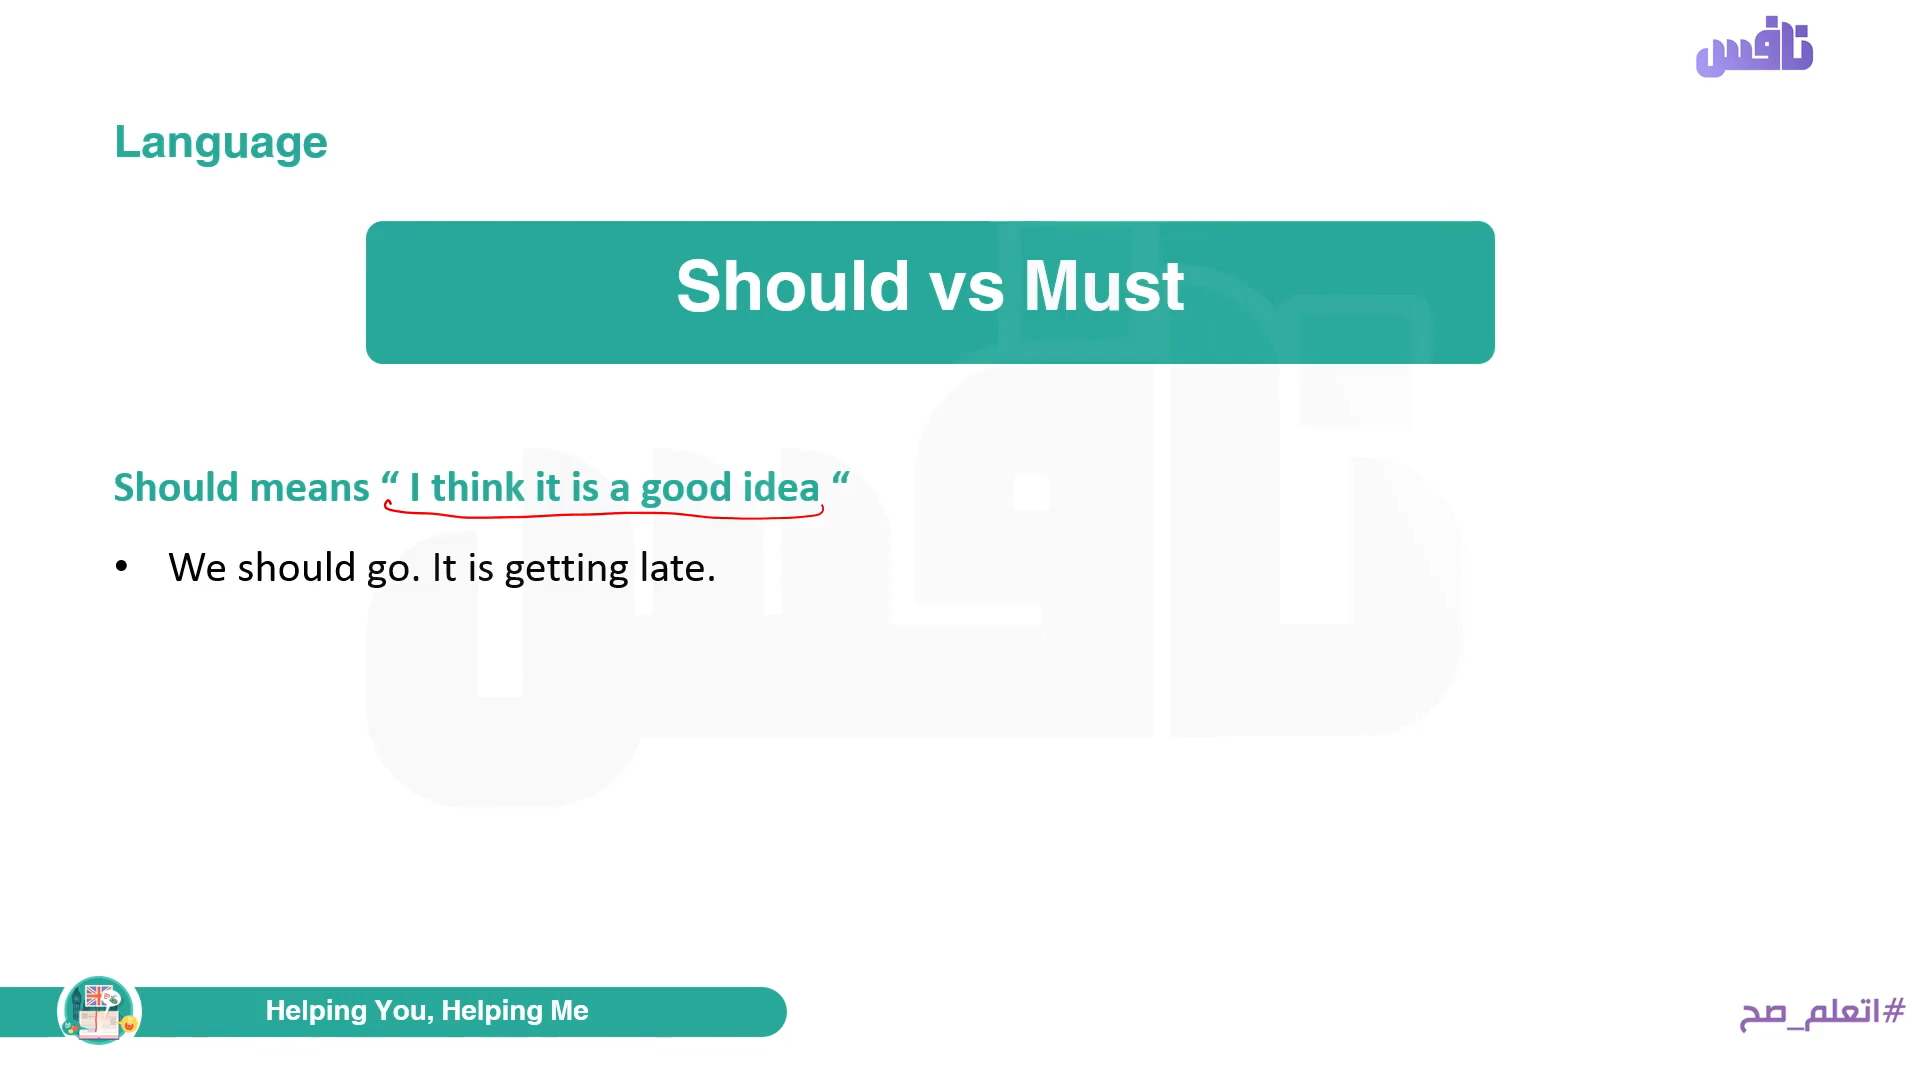 نافس
Language
Should vs Must
Should means “ I think it is a good idea “
• We should go. It is getting late.
Helping You, Helping Me
#اتعلم_صح